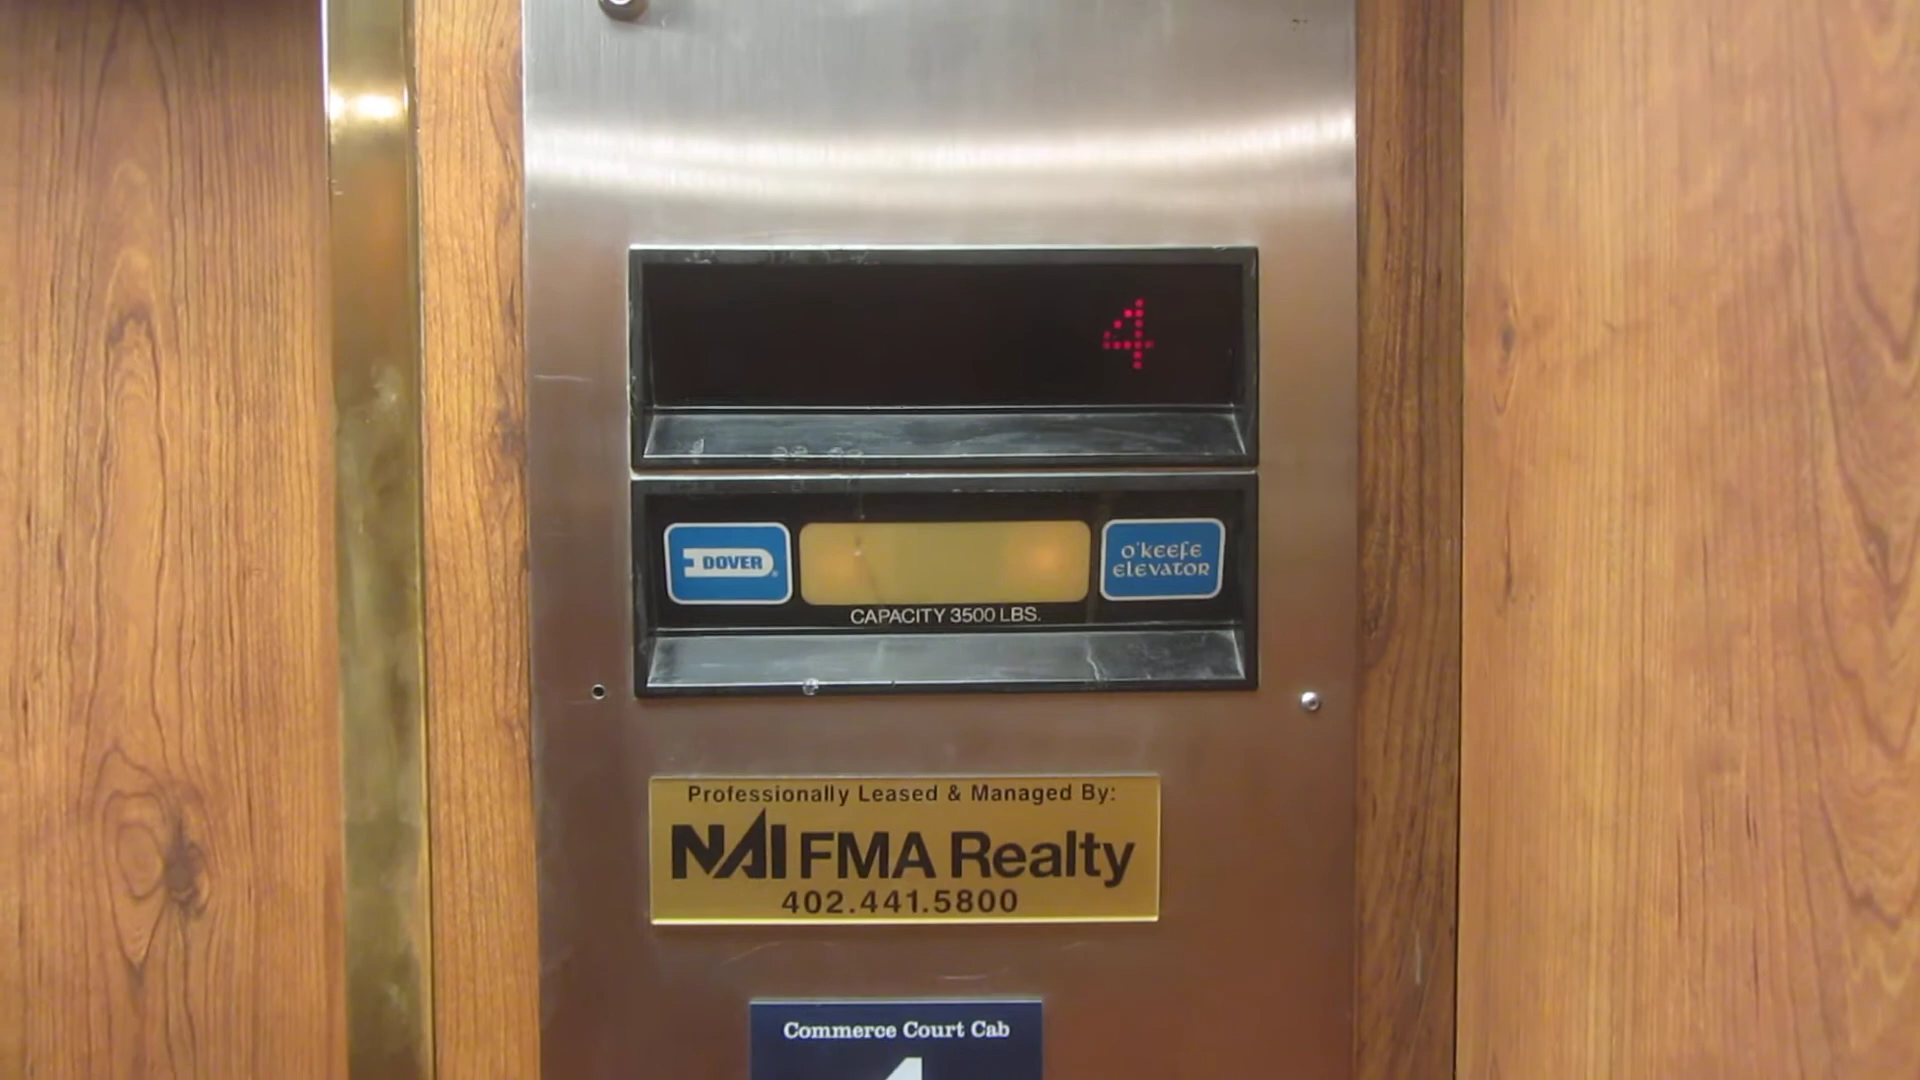 4
DOVER
O'KEEFE
ELEVATOR
CAPACITY 3500 LBS.
Professionally Leased & Managed By:
NAI FMA Realty
402.441.5800
Commerce Court Cab